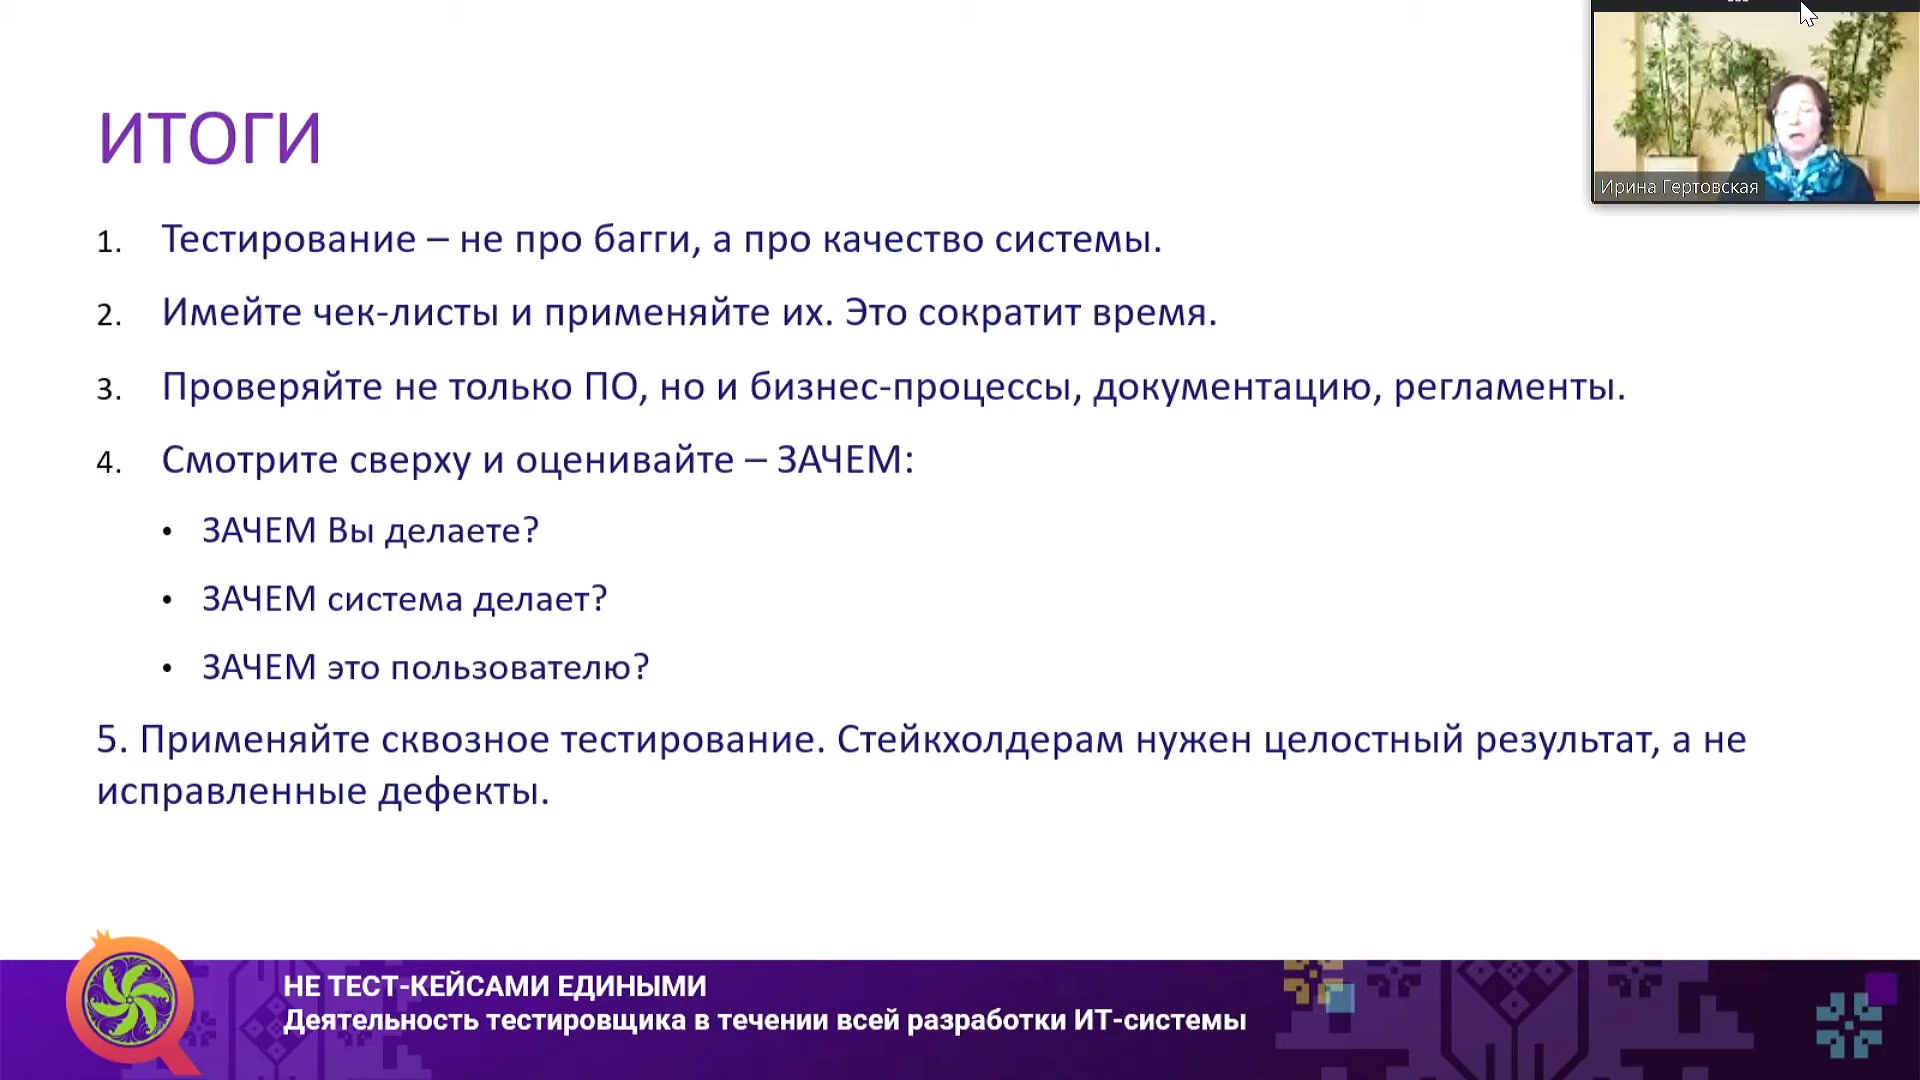 ИТОГИ
Ирина Гертовская
1. Тестирование – не про багги, а про качество системы.
2. Имейте чек-листы и применяйте их. Это сократит время.
3. Проверяйте не только ПО, но и бизнес-процессы, документацию, регламенты.
4. Смотрите сверху и оценивайте – ЗАЧЕМ:
• ЗАЧЕМ Вы делаете?
• ЗАЧЕМ система делает?
• ЗАЧЕМ это пользователю?
5. Применяйте сквозное тестирование. Стейкхолдерам нужен целостный результат, а не
исправленные дефекты.
НЕ ТЕСТ-КЕЙСАМИ ЕДИНЫМИ
Деятельность тестировщика в течении всей разработки ИТ-системы